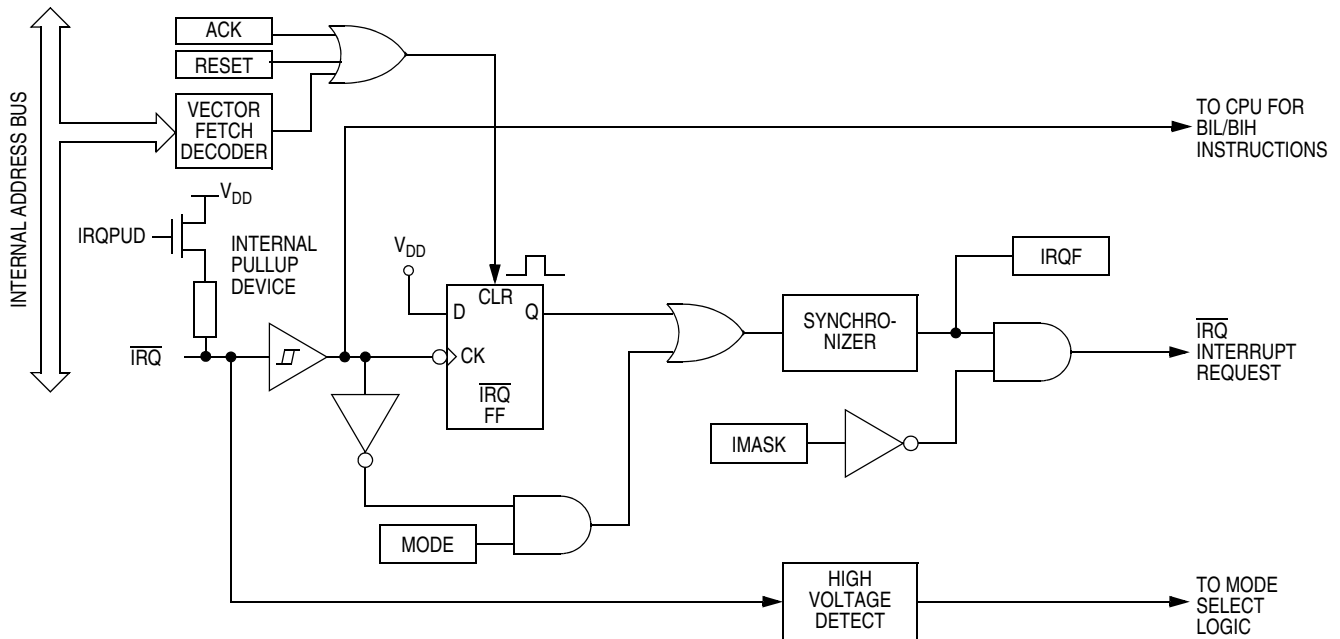 INTERNAL ADDRESS BUS
ACK
RESET
VECTOR
FETCH
DECODER
TO CPU FOR
BIL/BIH
INSTRUCTIONS
VDD
IRQPUD
INTERNAL
PULLUP
DEVICE
VDD
CLR
D
Q
CK
IRQ
FF
IRQ
SYNCHRO-
NIZER
IRQF
IRQ
INTERRUPT
REQUEST
IMASK
MODE
HIGH
VOLTAGE
DETECT
TO MODE
SELECT
LOGIC